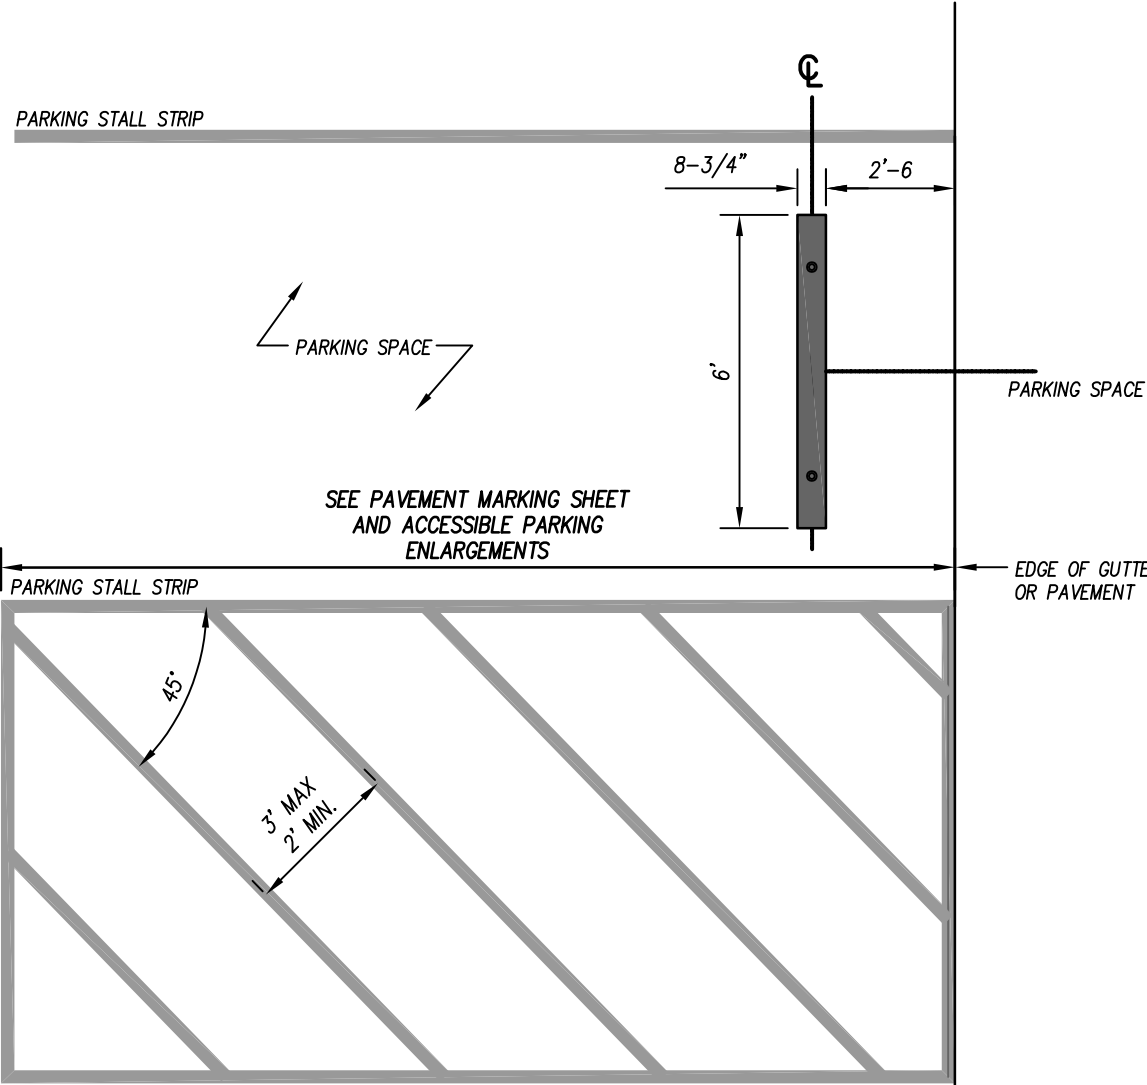 ℄
PARKING STALL STRIP
8-3/4"
2'-6
PARKING SPACE
6'
PARKING SPACE
SEE PAVEMENT MARKING SHEET
AND ACCESSIBLE PARKING
ENLARGEMENTS
EDGE OF GUTTE
OR PAVEMENT
PARKING STALL STRIP
45°
3' MAX
2' MIN.